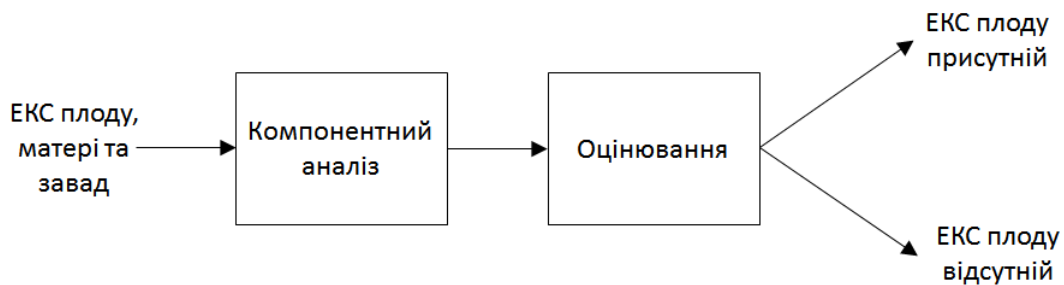 ЕКС плоду,
матері та
завад
Компонентний
аналіз
Оцінювання
ЕКС плоду
присутній
ЕКС плоду
відсутній